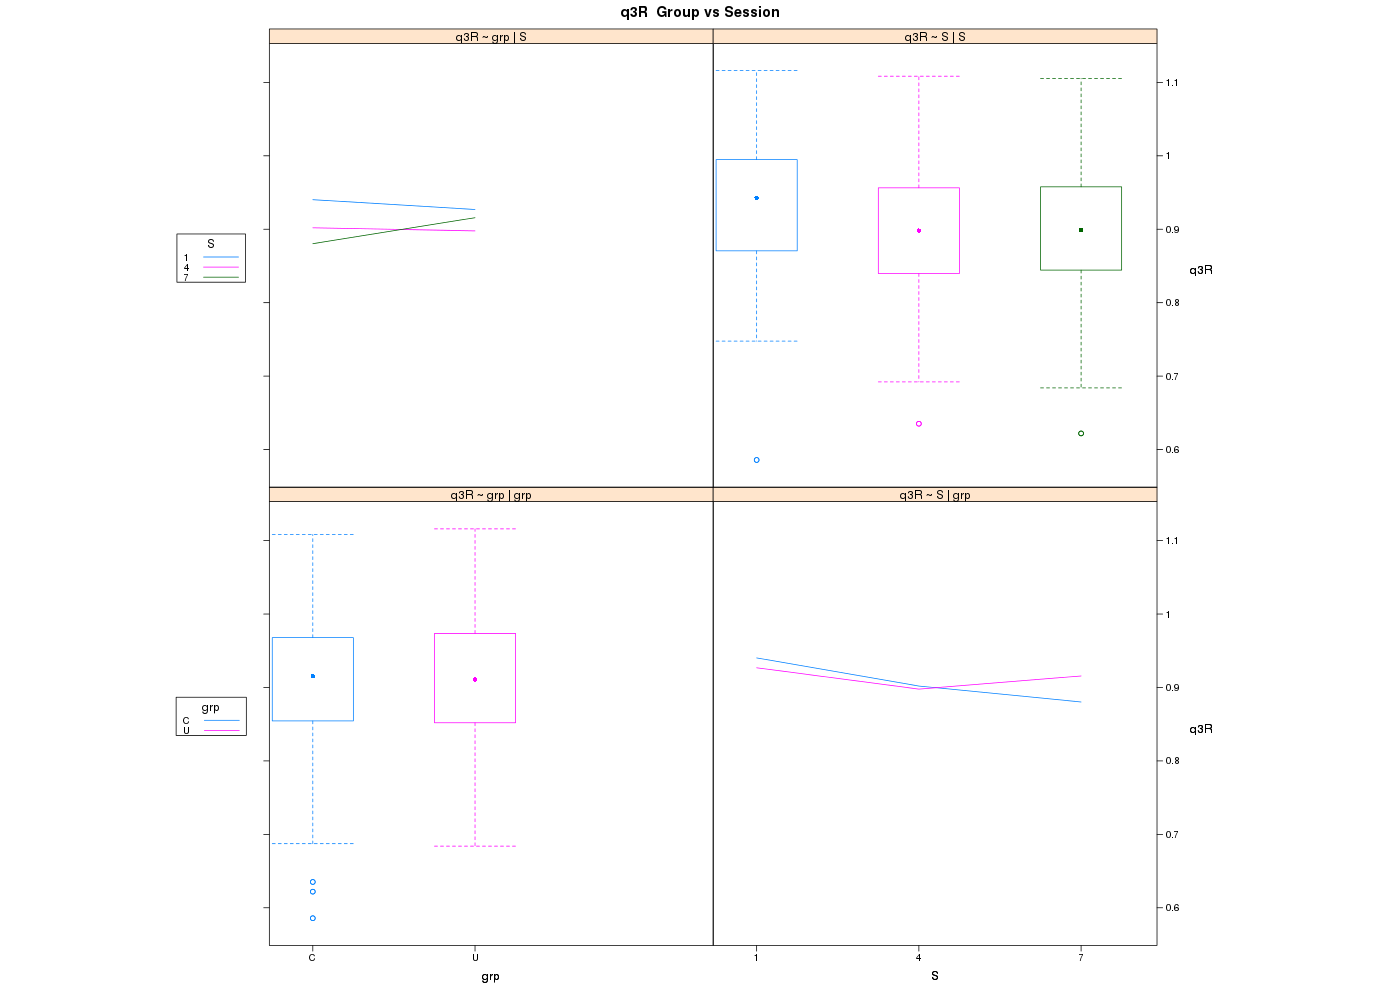 q3R  Group vs Session
q3R ~ grp | S
q3R ~ S | S
1.1
1
0.9
0.8
0.7
0.6
q3R
S
1
4
7
q3R ~ grp | grp
q3R ~ S | grp
1.1
1
0.9
0.8
0.7
0.6
q3R
grp
C
U
C
U
1
4
7
grp
S